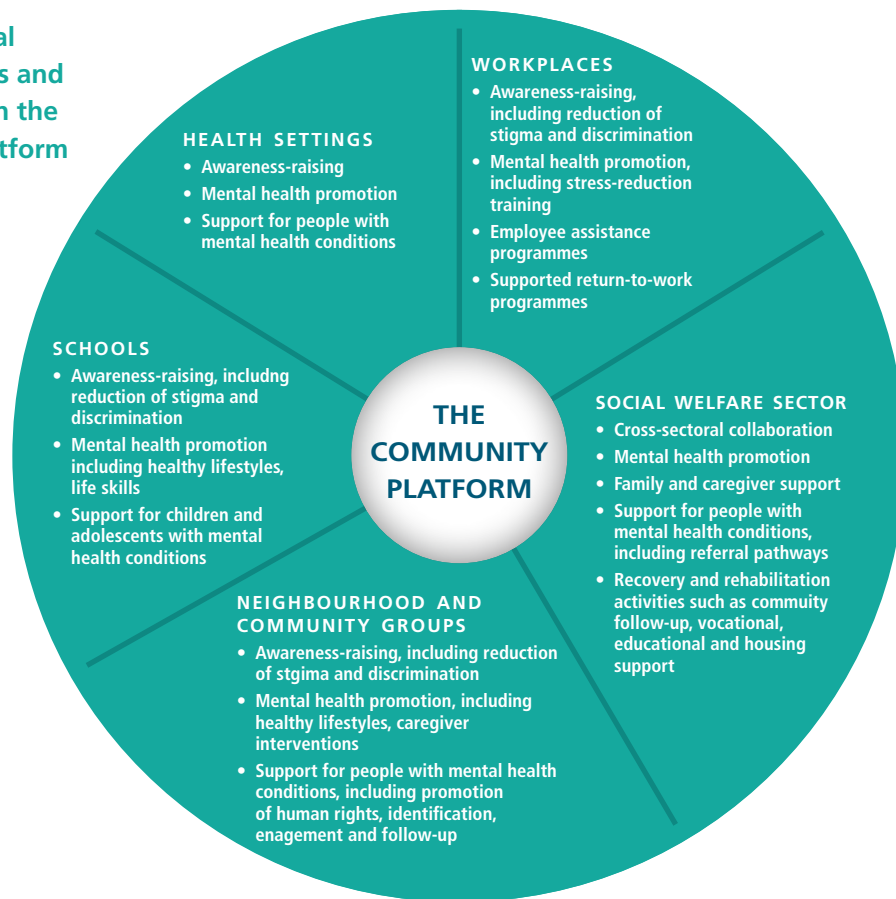 al
s and
n the
tform
WORKPLACES
• Awareness-raising,
including reduction of
stigma and discrimination
• Mental health promotion,
including stress-reduction
training
• Employee assistance
programmes
• Supported return-to-work
programmes
HEALTH SETTINGS
• Awareness-raising
• Mental health promotion
• Support for people with
mental health conditions
SCHOOLS
• Awareness-raising, includng
reduction of stigma and
discrimination
• Mental health promotion
including healthy lifestyles,
life skills
• Support for children and
adolescents with mental
health conditions
THE
COMMUNITY
PLATFORM
SOCIAL WELFARE SECTOR
• Cross-sectoral collaboration
• Mental health promotion
• Family and caregiver support
• Support for people with
mental health conditions,
including referral pathways
• Recovery and rehabilitation
activities such as commuity
follow-up, vocational,
educational and housing
support
NEIGHBOURHOOD AND
COMMUNITY GROUPS
• Awareness-raising, including reduction
of stgima and discrimination
• Mental health promotion, including
healthy lifestyles, caregiver
interventions
• Support for people with mental health
conditions, including promotion
of human rights, identification,
enagement and follow-up